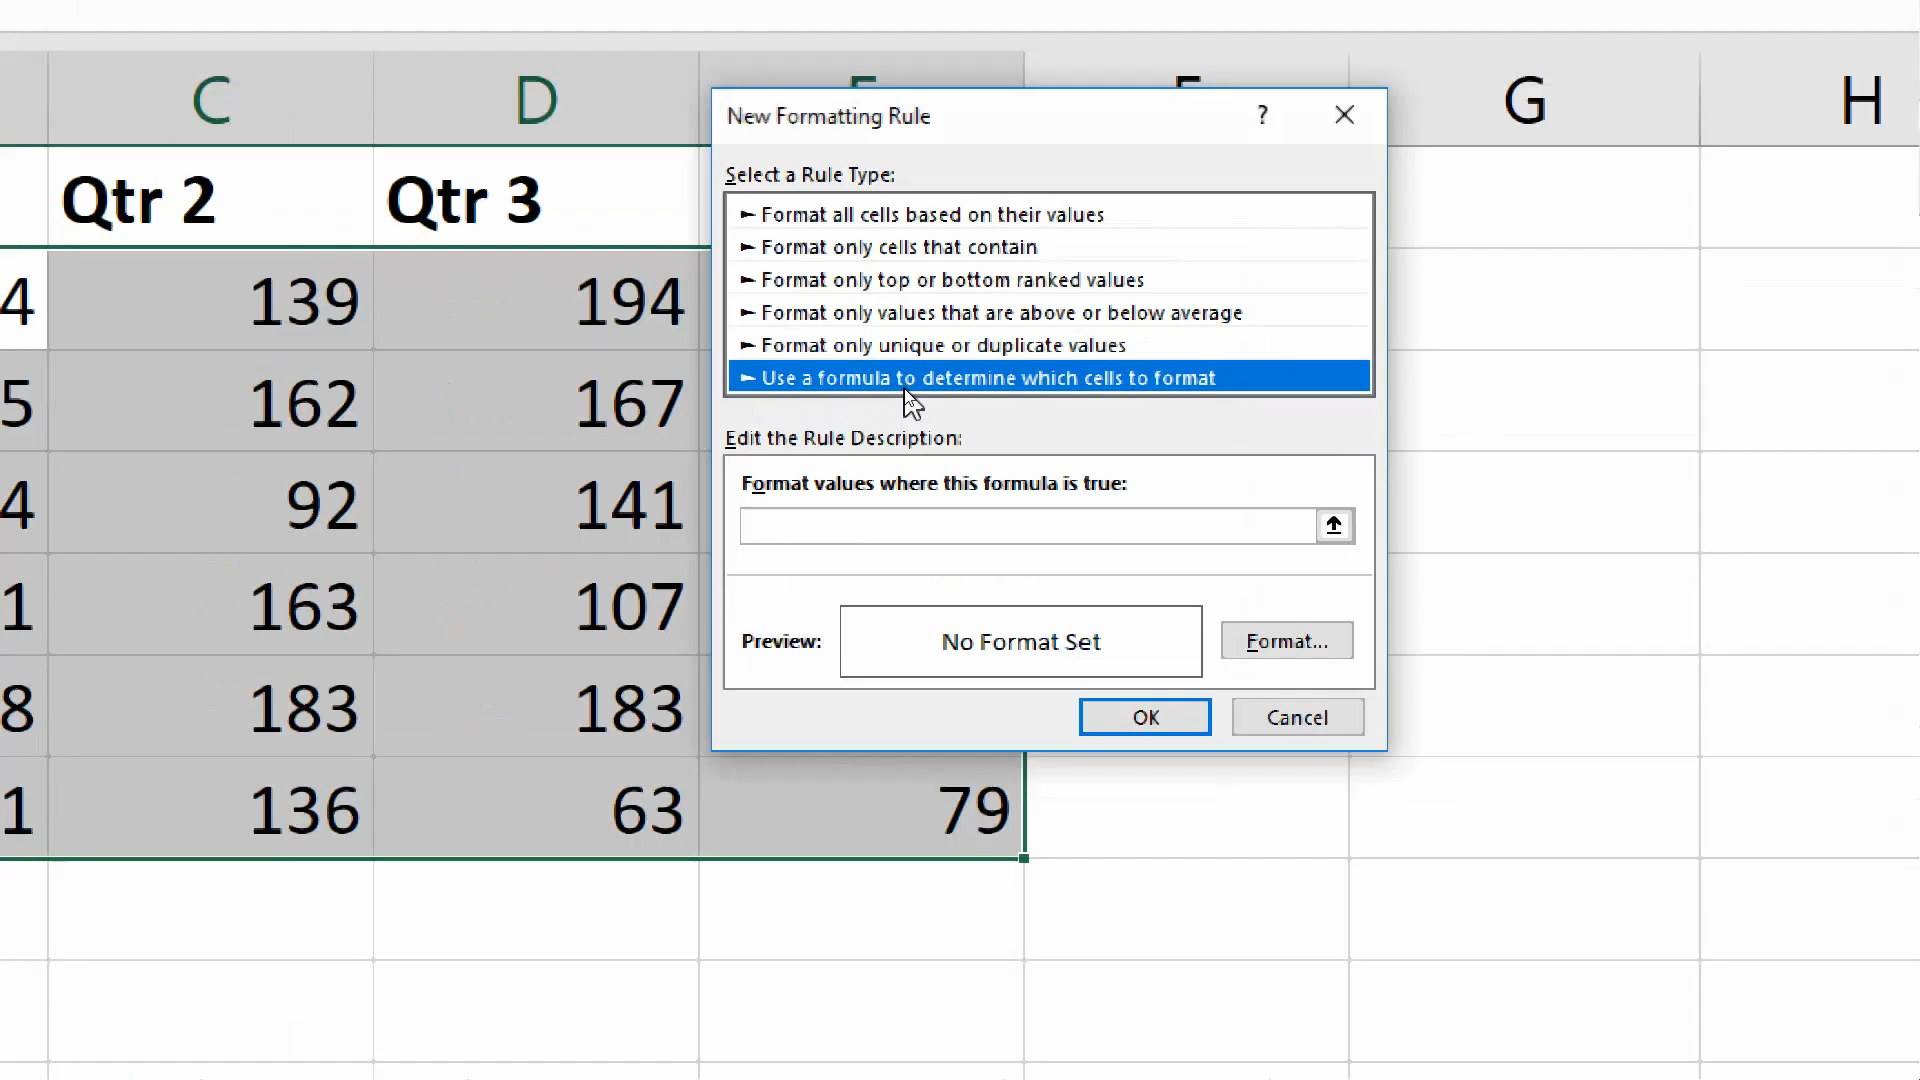 C D E F G H
Qtr 2 Qtr 3
4 139 194
5 162 167
4 92 141
1 163 107
8 183 183
1 136 63 79
New Formatting Rule ?
Select a Rule Type:
► Format all cells based on their values
► Format only cells that contain
► Format only top or bottom ranked values
► Format only values that are above or below average
► Format only unique or duplicate values
► Use a formula to determine which cells to format
Edit the Rule Description:
Format values where this formula is true:
Preview: No Format Set Format...
OK Cancel